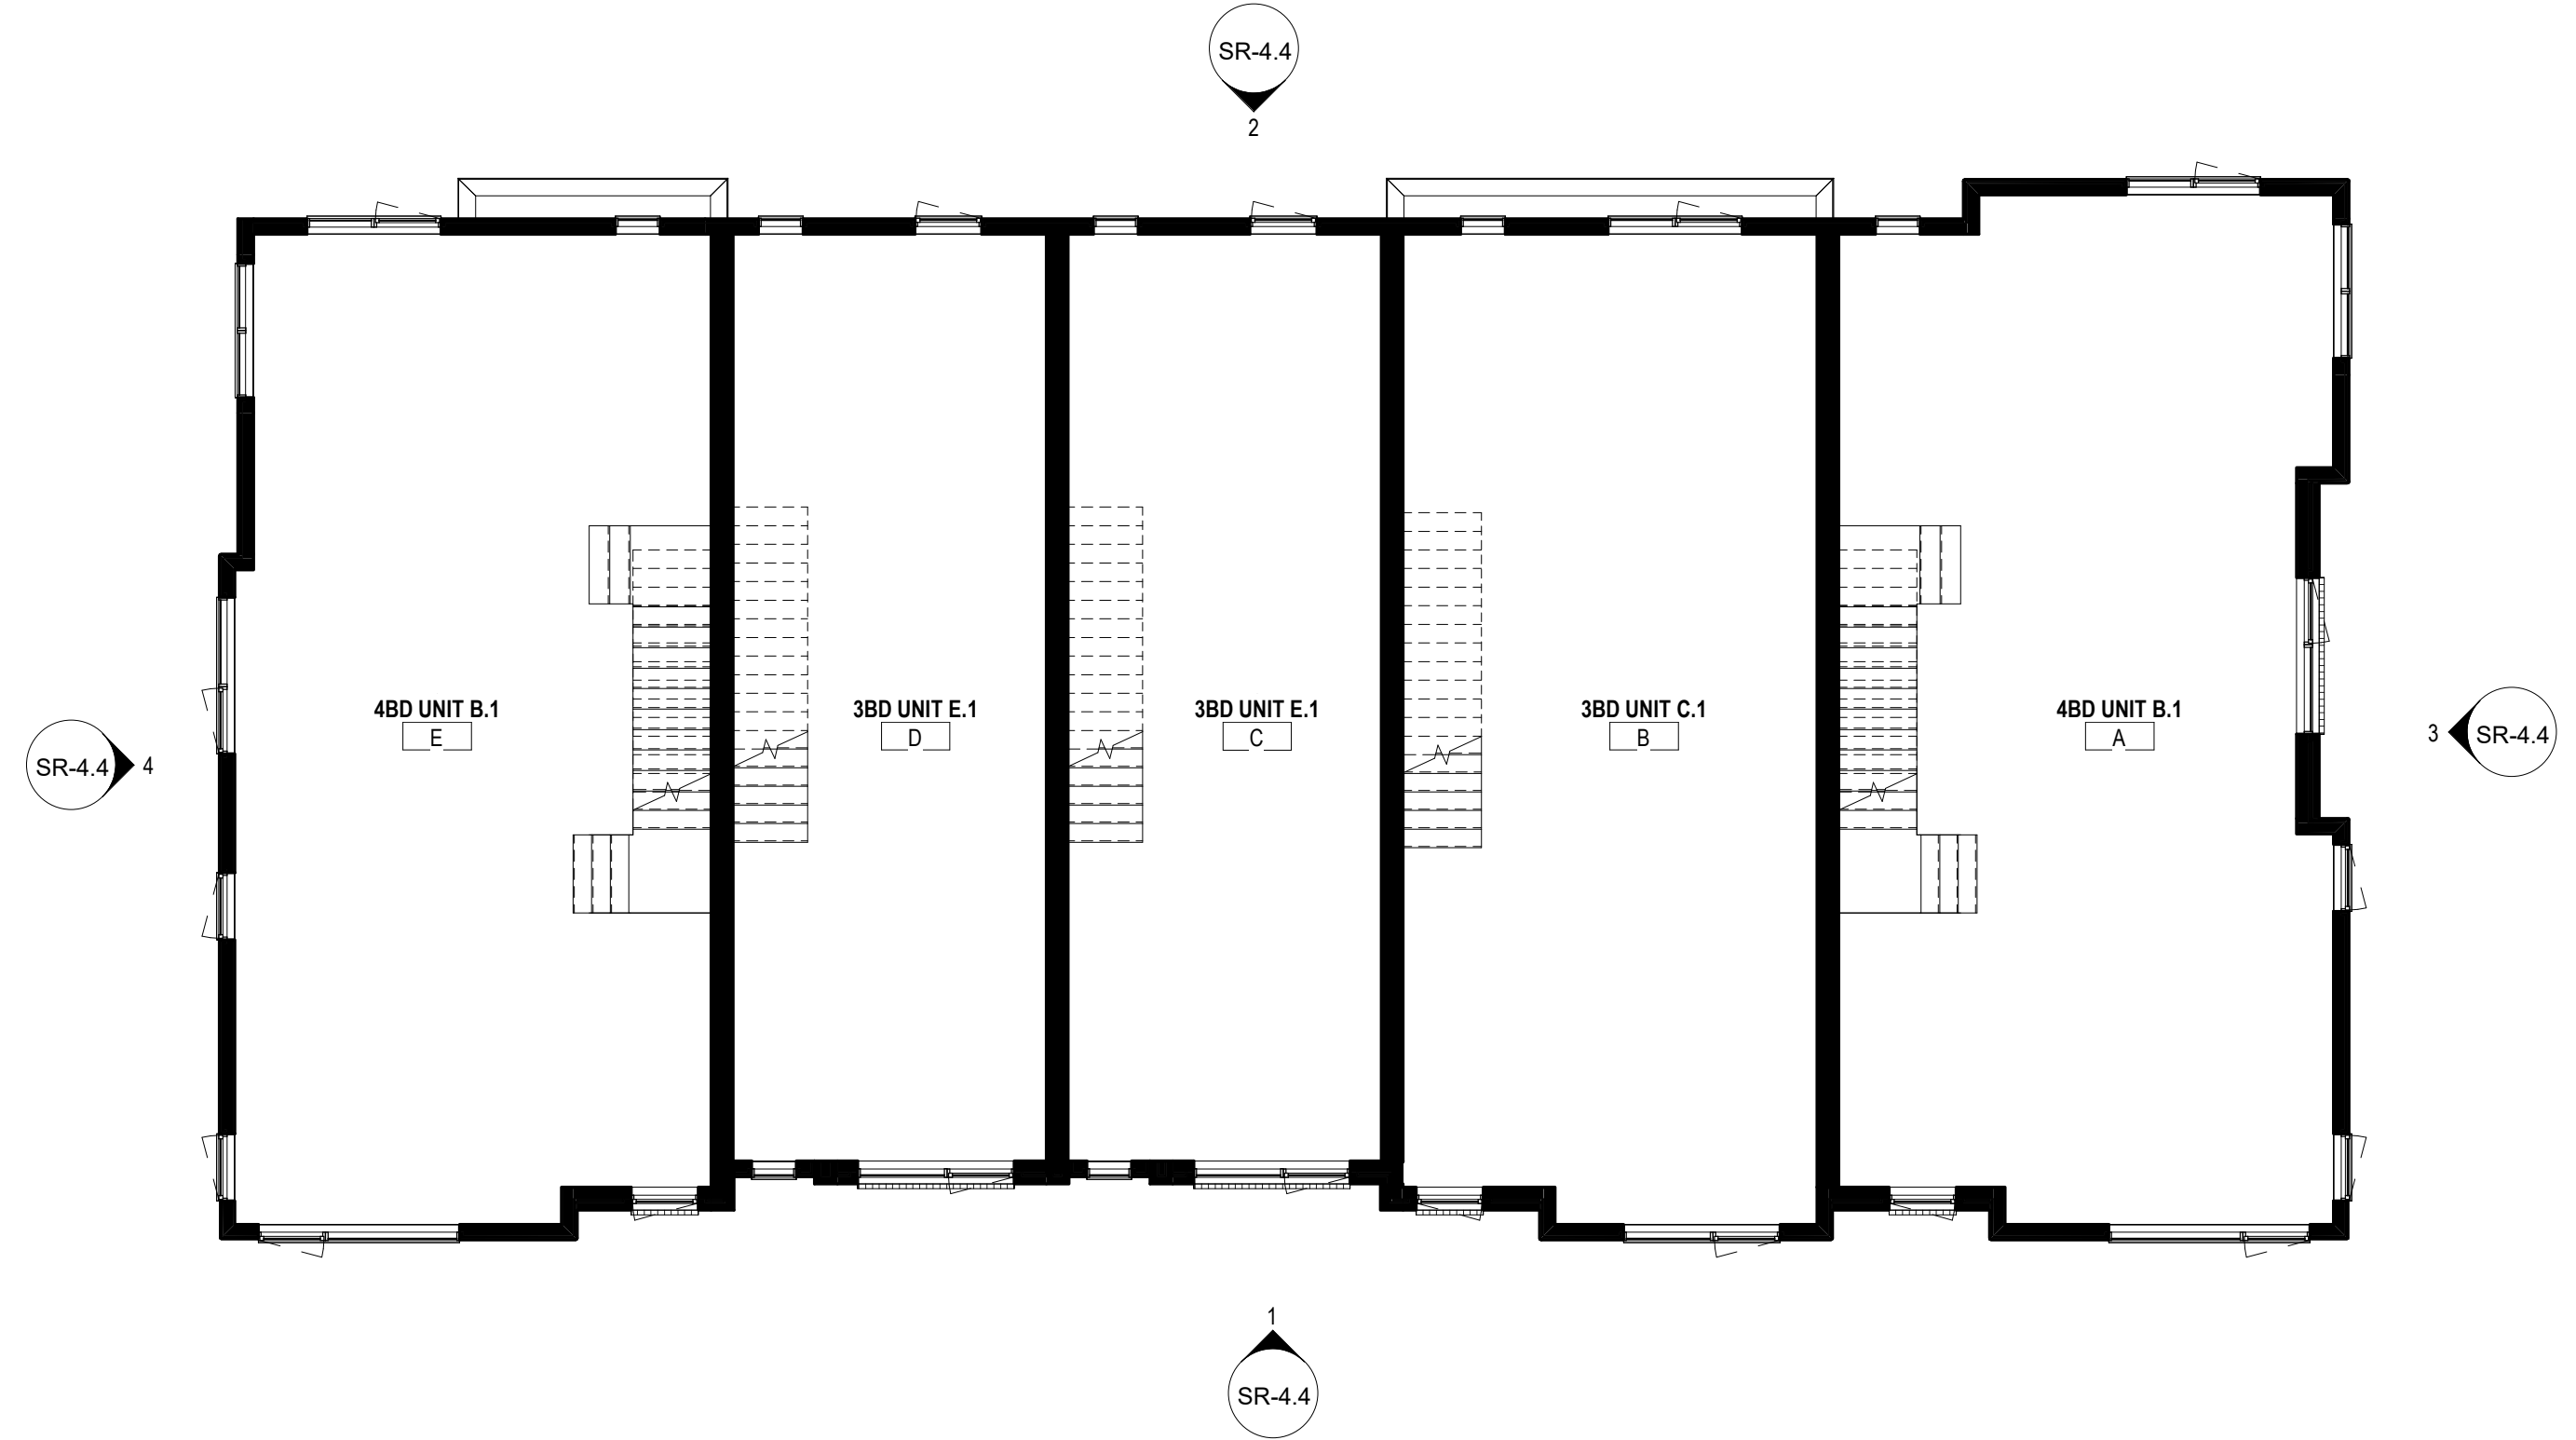 SR-4.4
2
4BD UNIT B.1
E
3BD UNIT E.1
D
3BD UNIT E.1
C
3BD UNIT C.1
B
4BD UNIT B.1
A
SR-4.4
4
3
SR-4.4
1
SR-4.4